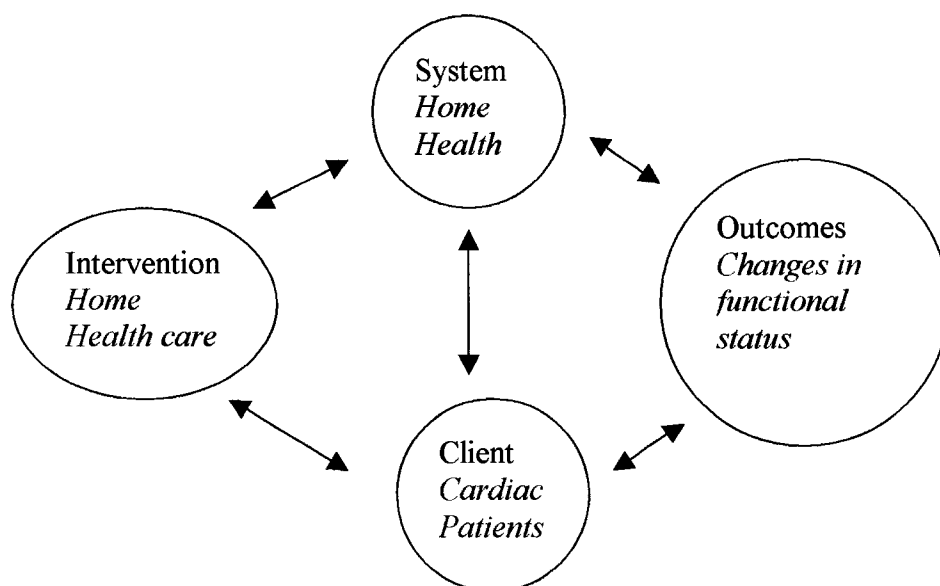 System
Home
Health
Intervention
Home
Health care
Outcomes
Changes in
functional
status
Client
Cardiac
Patients